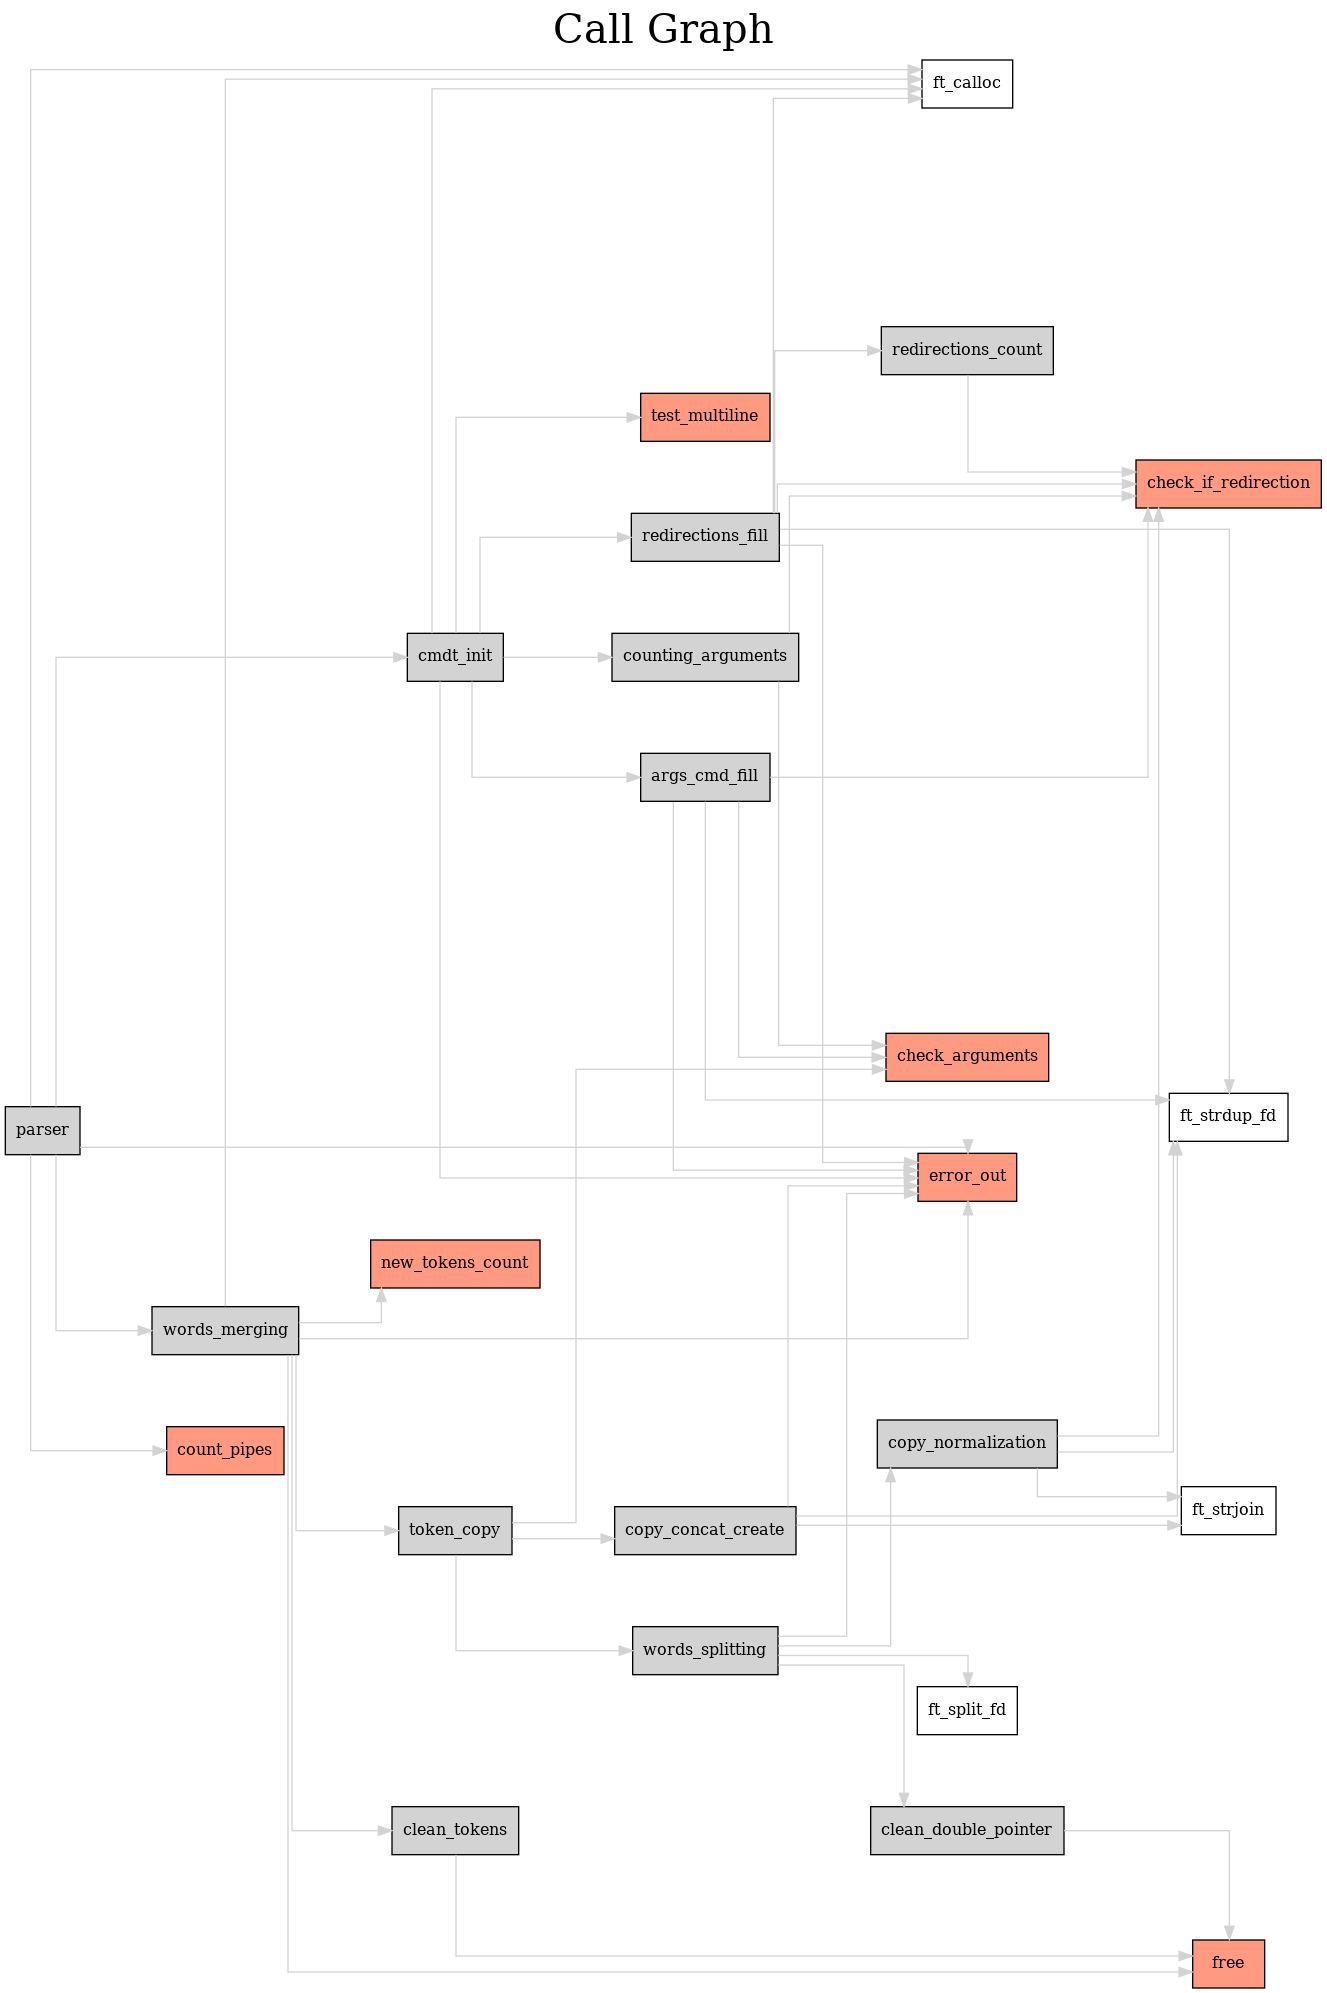 Call Graph
ft_calloc
redirections_count
test_multiline
check_if_redirection
redirections_fill
cmdt_init
counting_arguments
args_cmd_fill
check_arguments
parser
ft_strdup_fd
error_out
new_tokens_count
words_merging
count_pipes
copy_normalization
ft_strjoin
token_copy
copy_concat_create
words_splitting
ft_split_fd
clean_tokens
clean_double_pointer
free